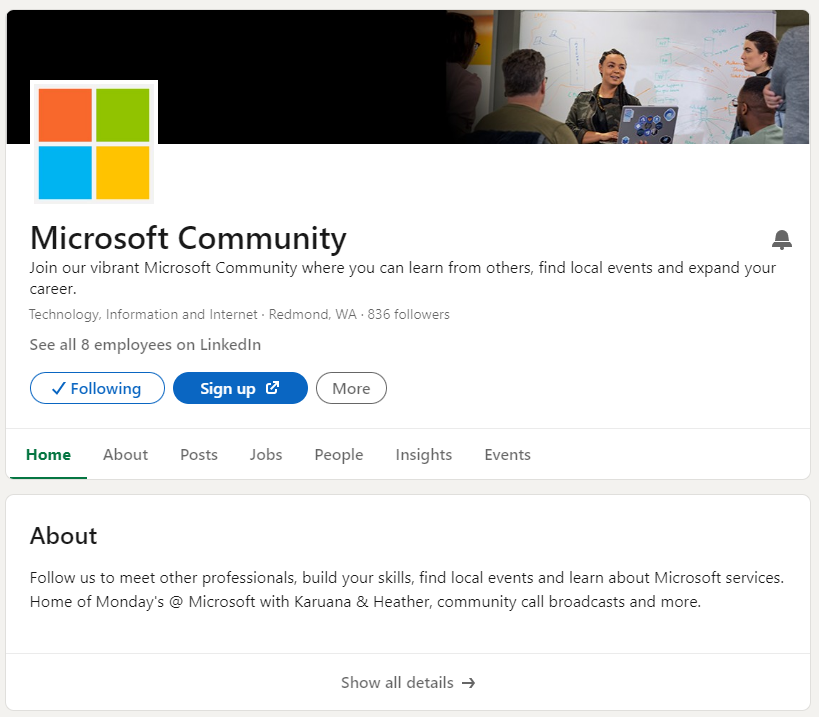 Microsoft Community
Join our vibrant Microsoft Community where you can learn from others, find local events and expand your
career.
Technology, Information and Internet · Redmond, WA · 836 followers
See all 8 employees on LinkedIn
Following Sign up More
Home About Posts Jobs People Insights Events
About
Follow us to meet other professionals, build your skills, find local events and learn about Microsoft services.
Home of Monday's @ Microsoft with Karuana & Heather, community call broadcasts and more.
Show all details